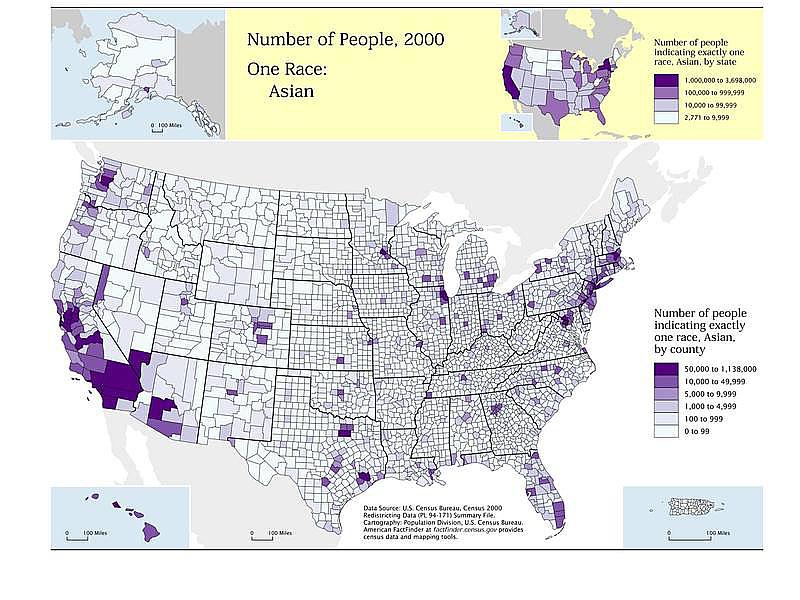 Number of People, 2000
One Race:
Asian
Number of people
indicating exactly one
race, Asian, by state
1,000,000 to 3,698,000
100,000 to 999,999
10,000 to 99,999
2,771 to 9,999
0 100 Miles
Number of people
indicating exactly
one race, Asian,
by county
50,000 to 1,138,000
10,000 to 49,999
5,000 to 9,999
1,000 to 4,999
100 to 999
0 to 99
Data Source: U.S. Census Bureau, Census 2000
Redistricting Data (PL 94-171) Summary File.
Cartography: Population Division, U.S. Census Bureau.
American FactFinder at factfinder.census.gov provides
census data and mapping tools.
0 100 Miles
0 100 Miles
0 100 Miles